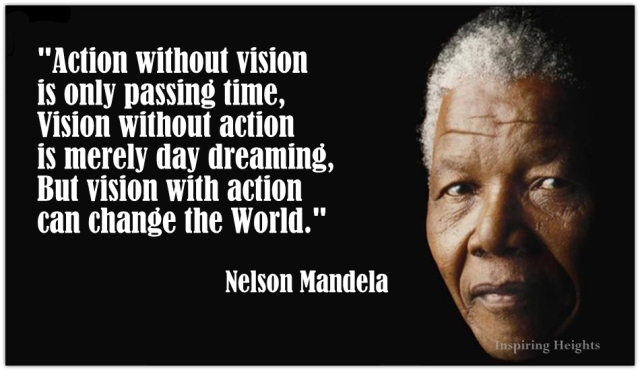 "Action without vision
is only passing time,
Vision without action
is merely day dreaming,
But vision with action
can change the World."
Nelson Mandela
Inspiring Heights